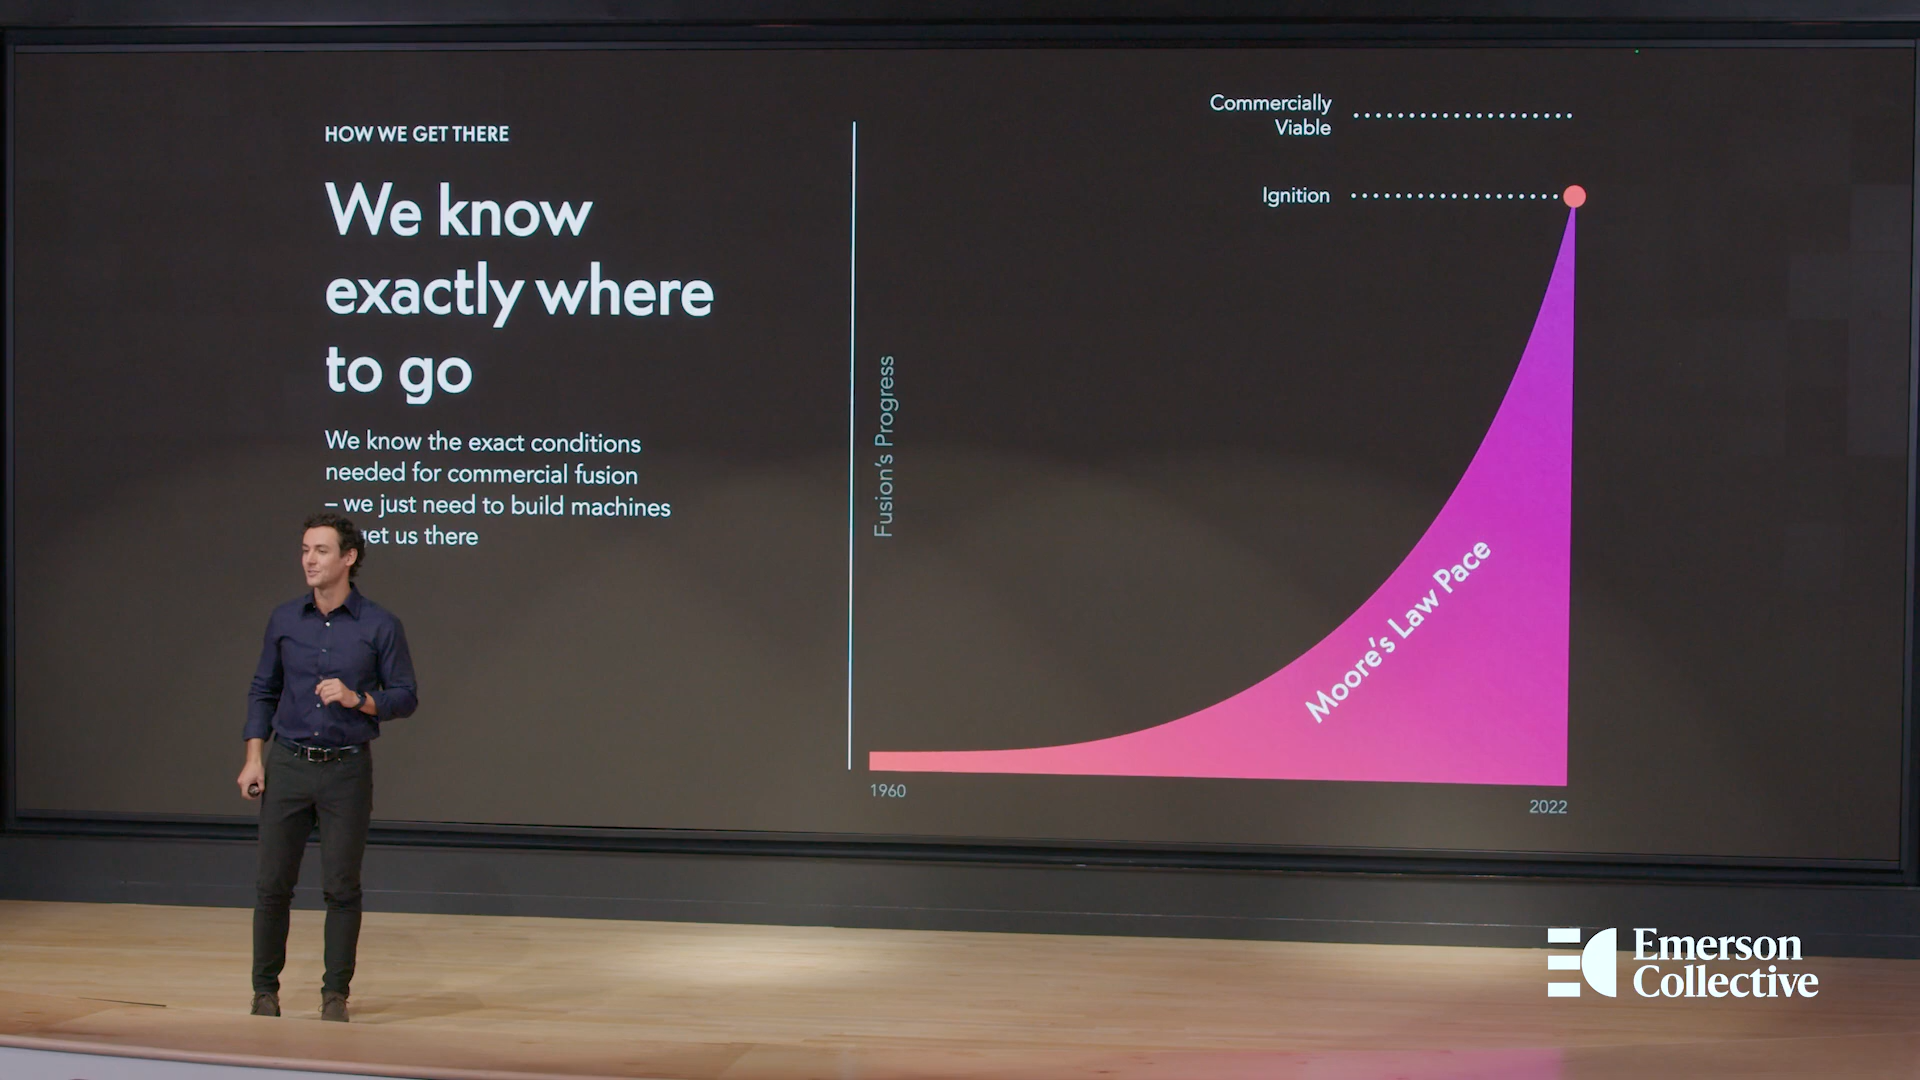 HOW WE GET THERE
We know
exactly where
to go
We know the exact conditions
needed for commercial fusion
– we just need to build machines
get us there
Commercially
Viable
Ignition
Fusion's Progress
Moore's Law Pace
1960
2022
Emerson
Collective